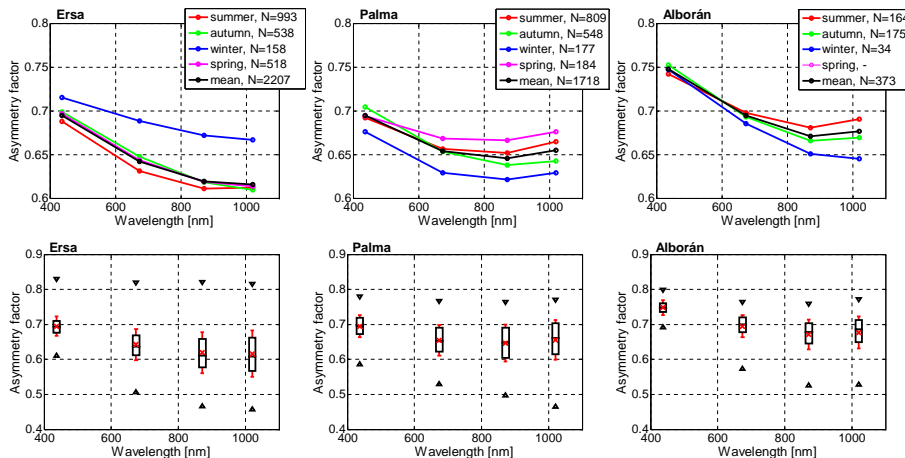 Ersa
summer, N=993
autumn, N=538
winter, N=158
spring, N=518
mean, N=2207
0.8
0.75
0.7
0.65
0.6
Asymmetry factor
400 600 800 1000
Wavelength [nm]
Palma
summer, N=809
autumn, N=548
winter, N=177
spring, N=184
mean, N=1718
0.8
0.75
0.7
0.65
0.6
Asymmetry factor
400 600 800 1000
Wavelength [nm]
Alborán
summer, N=164
autumn, N=175
winter, N=34
spring, -
mean, N=373
0.8
0.75
0.7
0.65
0.6
Asymmetry factor
400 600 800 1000
Wavelength [nm]
Ersa
0.9
0.8
0.7
0.6
0.5
0.4
Asymmetry factor
400 600 800 1000
Wavelength [nm]
Palma
0.9
0.8
0.7
0.6
0.5
0.4
Asymmetry factor
400 600 800 1000
Wavelength [nm]
Alborán
0.9
0.8
0.7
0.6
0.5
0.4
Asymmetry factor
400 600 800 1000
Wavelength [nm]